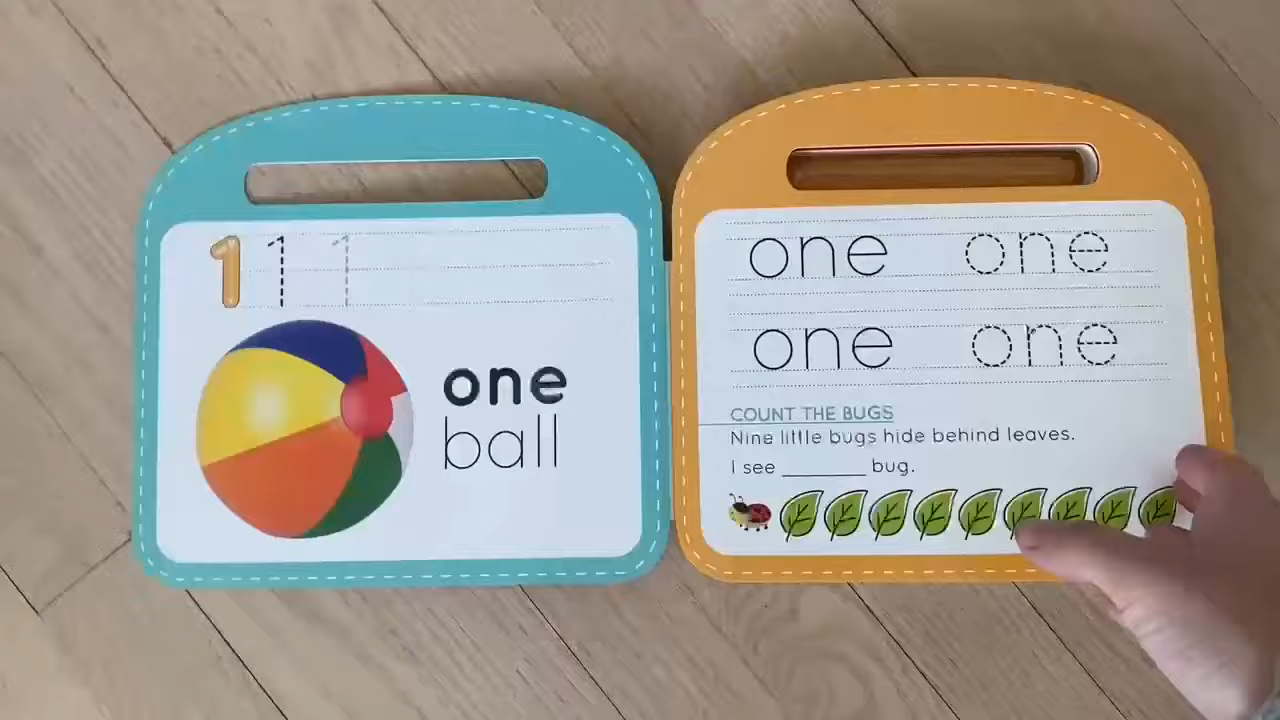 1 1 1
one
ball
one one
one one
COUNT THE BUGS
Nine little bugs hide behind leaves.
I see ________ bug.